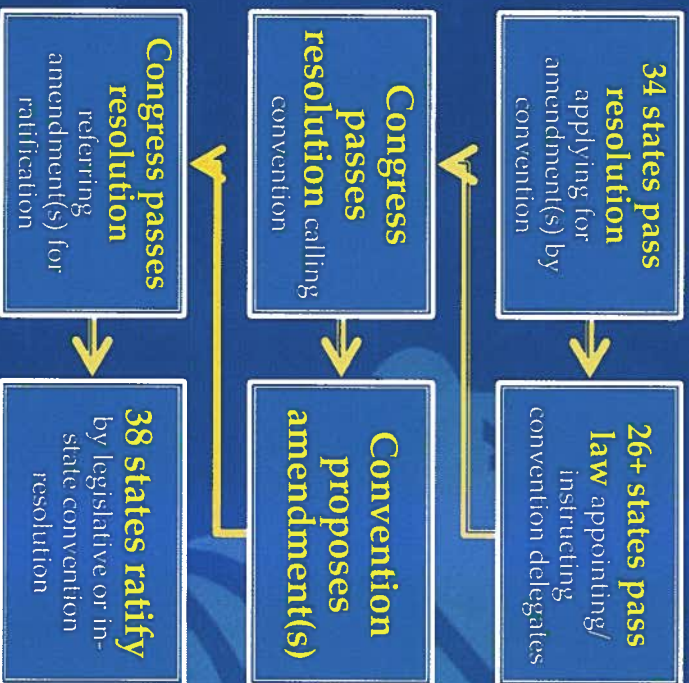 34 states pass
resolution
applying for
amendment(s) by
convention
26+ states pass
law appointing/
instructing
convention delegates
Congress
passes
resolution calling
convention
Convention
proposes
amendment(s)
Congress passes
resolution
referring
amendment(s) for
ratification
38 states ratify
by legislative or in-
state convention
resolution